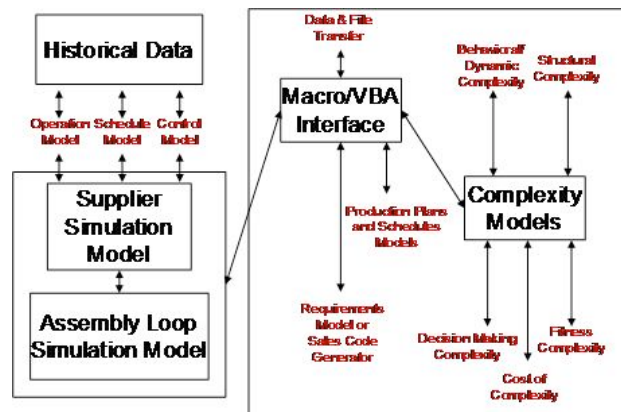 Historical Data
Operation Schedule Control
Model Model Model
Supplier
Simulation
Model
Assembly Loop
Simulation Model
Data & File
Transfer
Macro/VBA
Interface
Production Plans
and Schedules
Models
Requirements
Model or
Sales Code
Generator
Behavioral/
Dynamic
Complexity
Structural
Complexity
Complexity
Models
Decision Making
Complexity
Cost of
Complexity
Fitness
Complexity